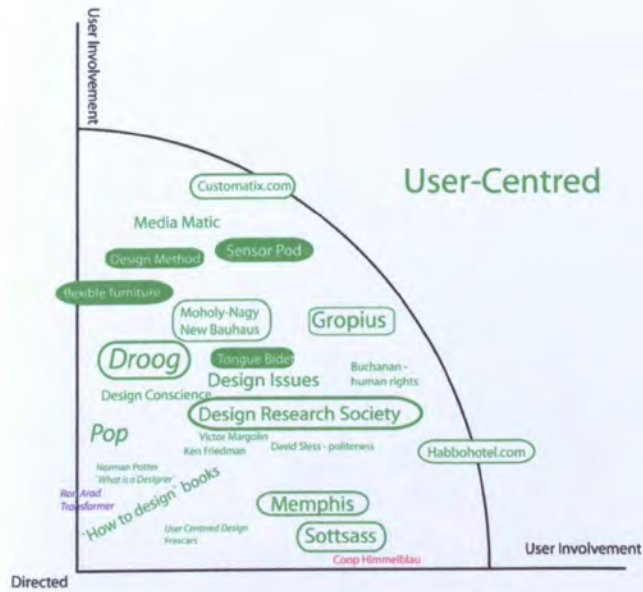 User Involvement
User-Centred
Customatix.com
Media Matic
Design Method
Sensor Pod
flexible furniture
Moholy-Nagy
New Bauhaus
Gropius
Droog
Tongue Bidet
Design Issues
Buchanan -
human rights
Design Conscience
Design Research Society
Pop
Victor Margolin
Ken Friedman
David Sless - politeness
Habbohotel.com
Norman Potter
"What is a Designer"
Ron Arad
Transformer
"How to design" books
Memphis
User Centred Design
Frascars
Sottsass
Coop Himmelblau
User Involvement
Directed